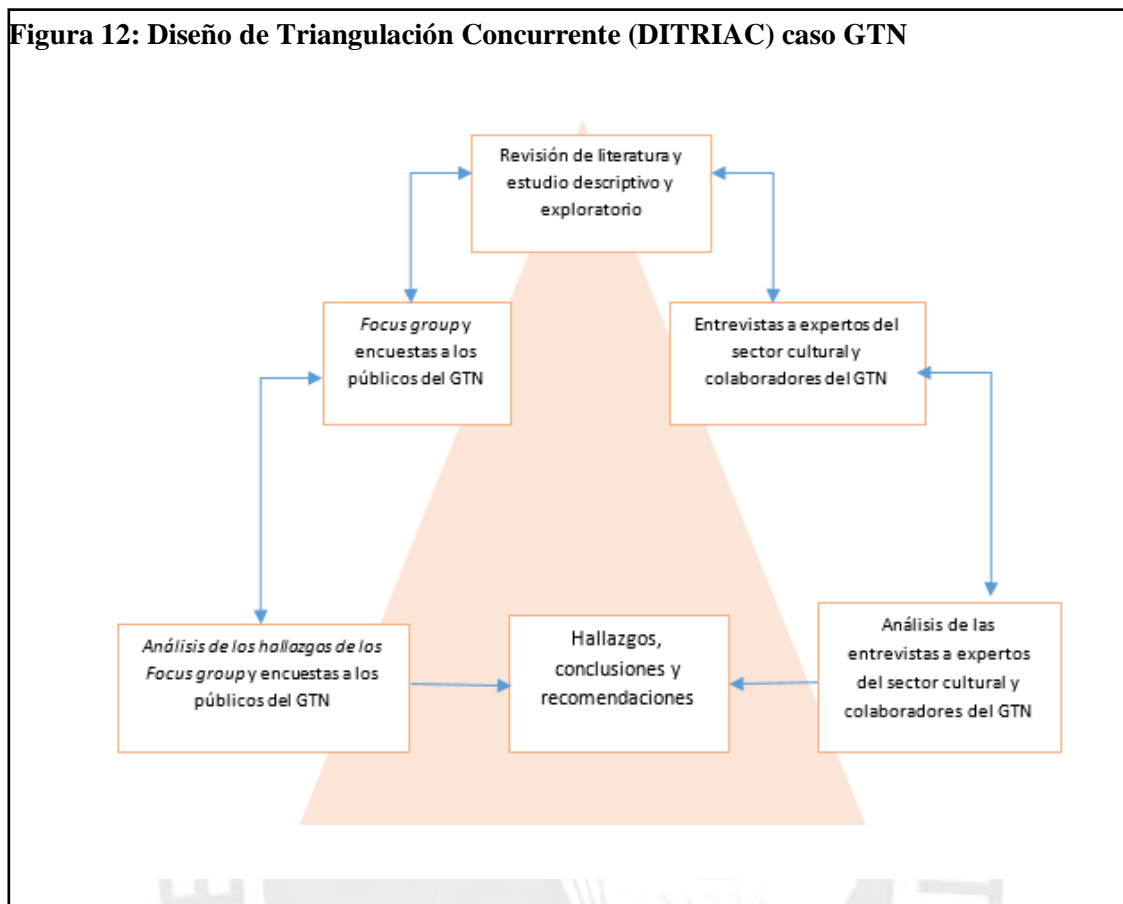 Figura 12: Diseño de Triangulación Concurrente (DITRIAC) caso GTN
Revisión de literatura y
estudio descriptivo y
exploratorio
Focus group y
encuestas a los
públicos del GTN
Entrevistas a expertos del
sector cultural y
colaboradores del GTN
Análisis de los hallazgos de los
Focus group y encuestas a los
públicos del GTN
Hallazgos,
conclusiones y
recomendaciones
Análisis de las
entrevistas a expertos
del sector cultural y
colaboradores del GTN